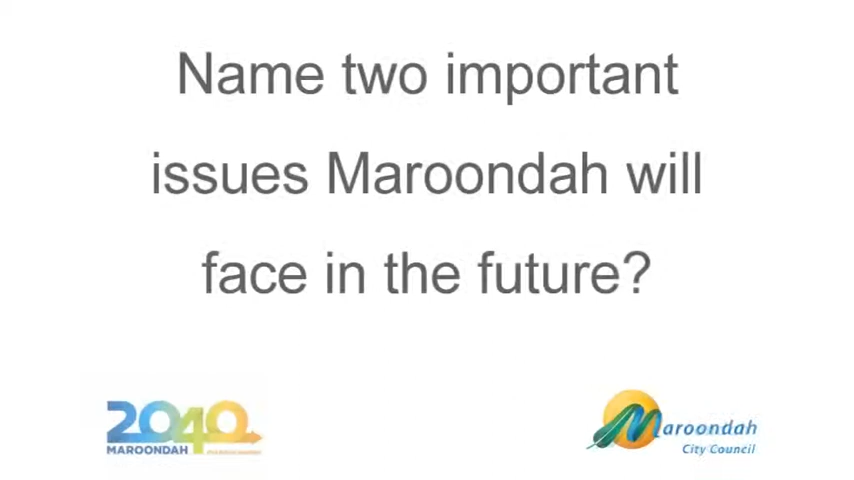 Name two important
issues Maroondah will
face in the future?
2040
MAROONDAH
Maroondah
City Council